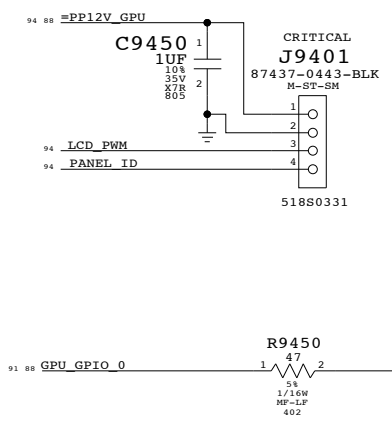 94 88 =PP12V_GPU
C9450 1
1UF
10%
35V
X7R 2
805
CRITICAL
J9401
87437-0443-BLK
M-ST-SM
1
2
94 LCD_PWM 3
94 PANEL_ID 4
518S0331
R9450
47
91 88 GPU_GPIO_0 1 2
5%
1/16W
MF-LF
402